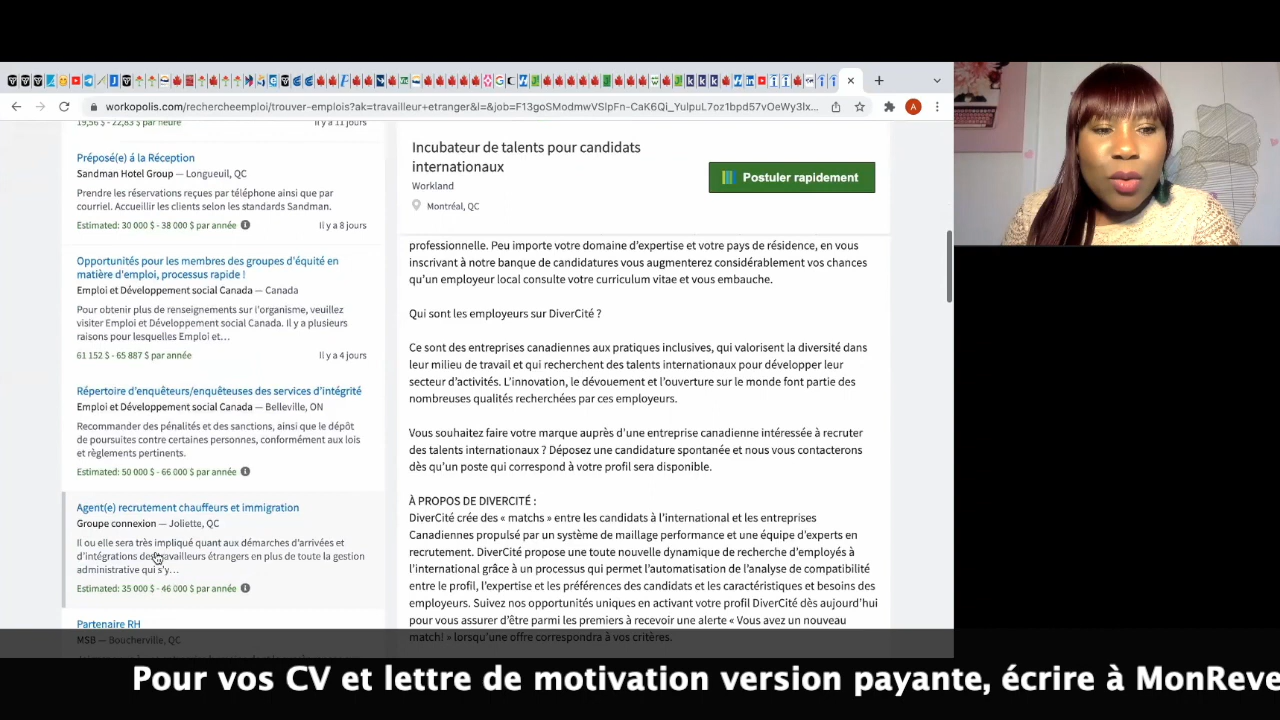 workopolis.com/rechercheemploi/trouver-emplois?ak=travailleur+etranger&l=&job=F13goSModmwVSlpFn-CaK6Qi_YulpuL7oz1bpd57vOeWy3lx...
19,56 $ - 22,83 $ par heure
Il y a 11 jours
Préposé(e) á la Réception
Sandman Hotel Group — Longueuil, QC
Prendre les réservations reçues par téléphone ainsi que par
courriel. Accueillir les clients selon les standards Sandman.
Estimated: 30 000 $ - 38 000 $ par année
Il y a 8 jours
Opportunités pour les membres des groupes d'équité en
matière d'emploi, processus rapide !
Emploi et Développement social Canada — Canada
Pour obtenir plus de renseignements sur l'organisme, veuillez
visiter Emploi et Développement social Canada. Il y a plusieurs
raisons pour lesquelles Emploi et…
61 152 $ - 65 887 $ par année
Il y a 4 jours
Répertoire d'enquêteurs/enquêteuses des services d'intégrité
Emploi et Développement social Canada — Belleville, ON
Recommander des pénalités et des sanctions, ainsi que le dépôt
de poursuites contre certaines personnes, conformément aux lois
et règlements pertinents.
Estimated: 50 000 $ - 66 000 $ par année
Agent(e) recrutement chauffeurs et immigration
Groupe connexion — Joliette, QC
Il ou elle sera très impliqué quant aux démarches d'arrivées et
d'intégrations des travailleurs étrangers en plus de toute la gestion
administrative qui s'y…
Estimated: 35 000 $ - 46 000 $ par année
Partenaire RH
MSB — Boucherville, QC
Incubateur de talents pour candidats
internationaux
Workland
Montréal, QC
Postuler rapidement
professionnelle. Peu importe votre domaine d'expertise et votre pays de résidence, en vous
inscrivant à notre banque de candidatures vous augmenterez considérablement vos chances
qu'un employeur local consulte votre curriculum vitae et vous embauche.
Qui sont les employeurs sur DiverCité ?
Ce sont des entreprises canadiennes aux pratiques inclusives, qui valorisent la diversité dans
leur milieu de travail et qui recherchent des talents internationaux pour développer leur
secteur d'activités. L'innovation, le dévouement et l'ouverture sur le monde font partie des
nombreuses qualités recherchées par ces employeurs.
Vous souhaitez faire votre marque auprès d'une entreprise canadienne intéressée à recruter
des talents internationaux ? Déposez une candidature spontanée et nous vous contacterons
dès qu'un poste qui correspond à votre profil sera disponible.
À PROPOS DE DIVERCITÉ :
DiverCité crée des « matchs » entre les candidats à l'international et les entreprises
Canadiennes propulsé par un système de maillage performance et une équipe d'experts en
recrutement. DiverCité propose une toute nouvelle dynamique de recherche d'employés à
l'international grâce à un processus qui permet l'automatisation de l'analyse de compatibilité
entre le profil, l'expertise et les préférences des candidats et les caractéristiques et besoins des
employeurs. Suivez nos opportunités uniques en activant votre profil DiverCité dès aujourd'hui
pour vous assurer d'être parmi les premiers à recevoir une alerte « Vous avez un nouveau
match! » lorsqu'une offre correspondra à vos critères.
Pour vos CV et lettre de motivation version payante, écrire à MonReve